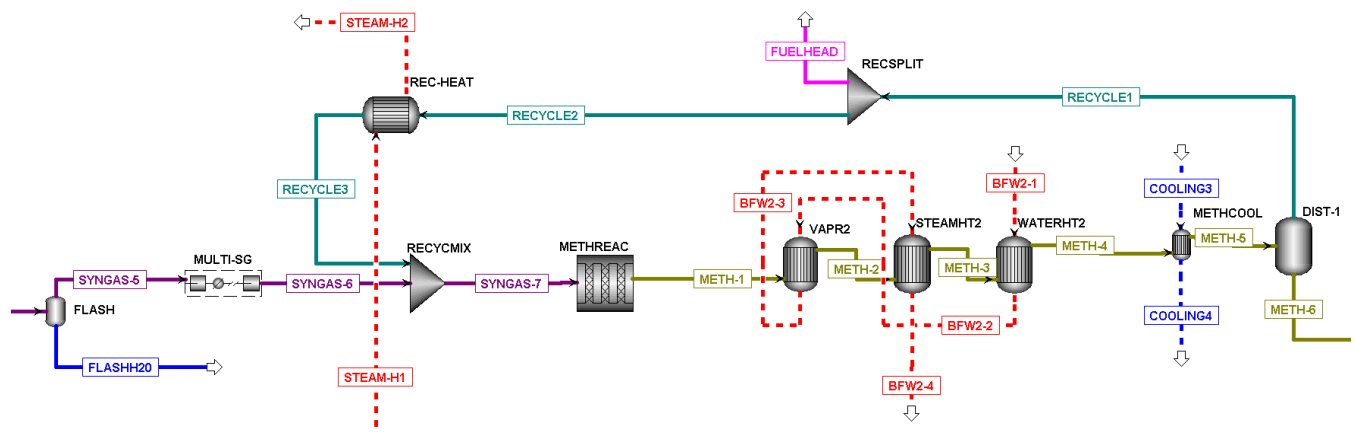 STEAM-H2
FUELHEAD
RECSPLIT
REC-HEAT
RECYCLE2
RECYCLE1
RECYCLE3
BFW2-3
BFW2-1
COOLING3
VAPR2
STEAMHT2
WATERHT2
METHCOOL
DIST-1
RECYCMIX
METHREAC
MULTI-SG
SYNGAS-5
SYNGAS-6
SYNGAS-7
METH-1
METH-2
METH-3
METH-4
METH-5
FLASH
BFW2-2
COOLING4
METH-6
FLASHH20
STEAM-H1
BFW2-4